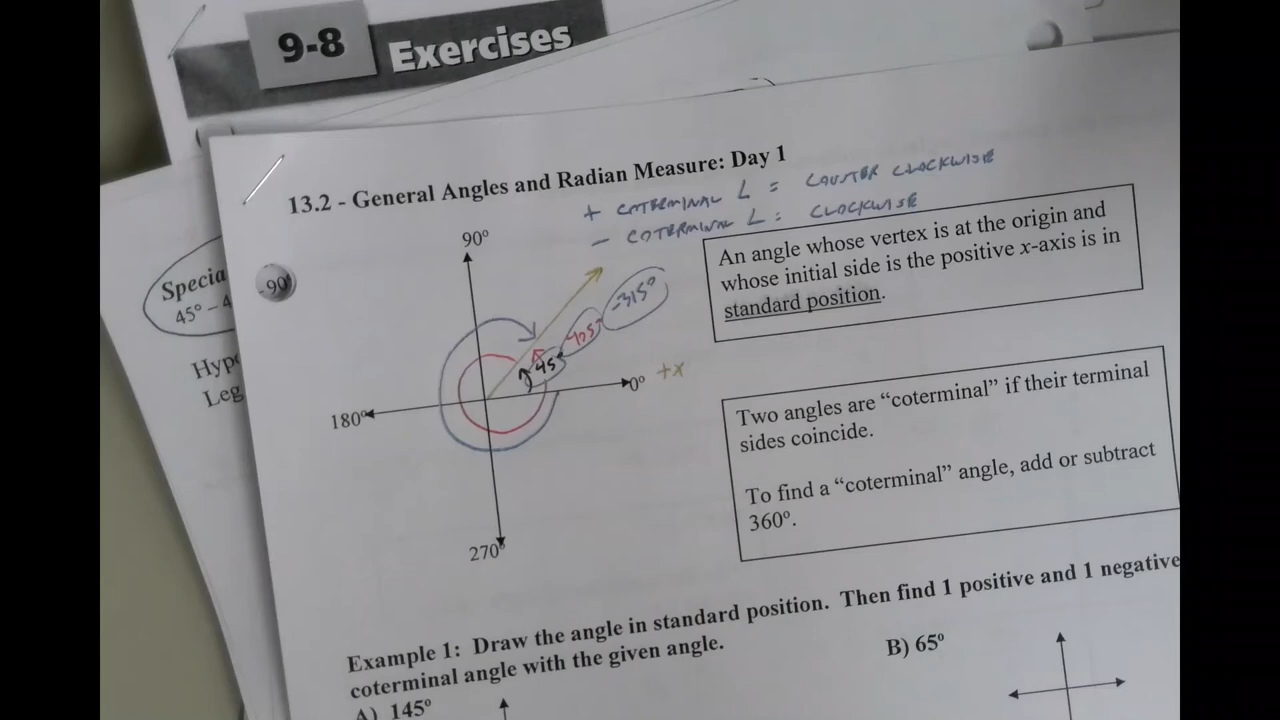 9-8 Exercises
13.2 - General Angles and Radian Measure: Day 1
+ COTERMINAL ∠ = COUNTER CLOCKWISE
- COTERMINAL ∠ = CLOCKWISE
90°
-90°
Specia
45° – 4
Hyp
Leg
An angle whose vertex is at the origin and
whose initial side is the positive x-axis is in
standard position.
-315°
405°
45°
0° +x
180°
270°
Two angles are "coterminal" if their terminal
sides coincide.
To find a "coterminal" angle, add or subtract
360°.
Example 1: Draw the angle in standard position. Then find 1 positive and 1 negative
coterminal angle with the given angle.
A) 145°
B) 65°